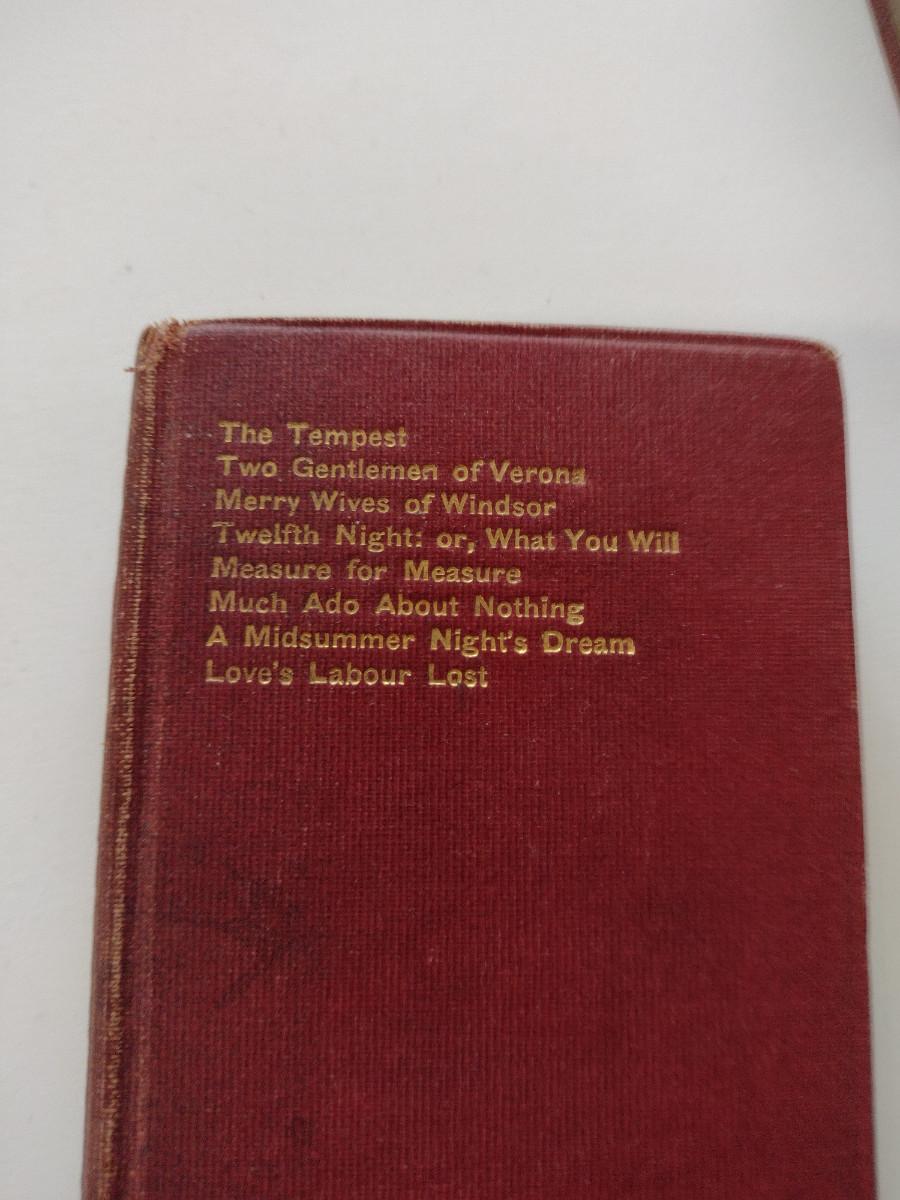 The Tempest
Two Gentlemen of Verona
Merry Wives of Windsor
Twelfth Night: or, What You Will
Measure for Measure
Much Ado About Nothing
A Midsummer Night's Dream
Love's Labour Lost